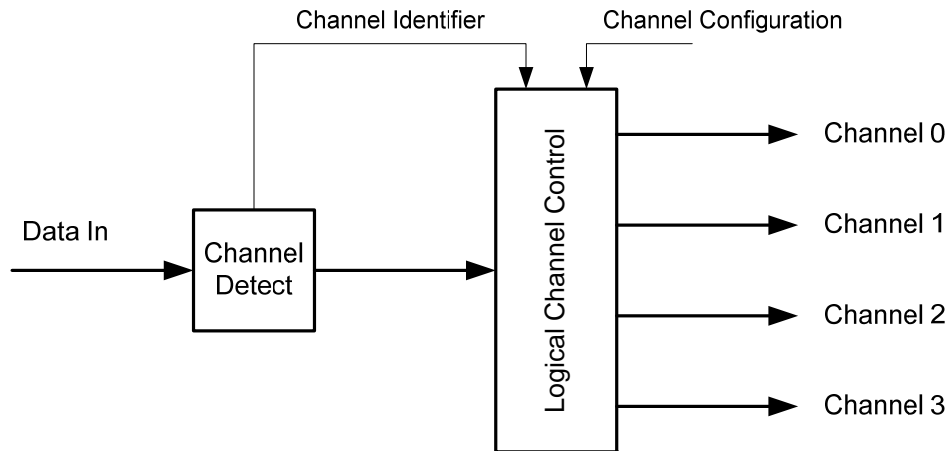 Channel Identifier
Channel Configuration
Data In
Channel
Detect
Logical Channel Control
Channel 0
Channel 1
Channel 2
Channel 3